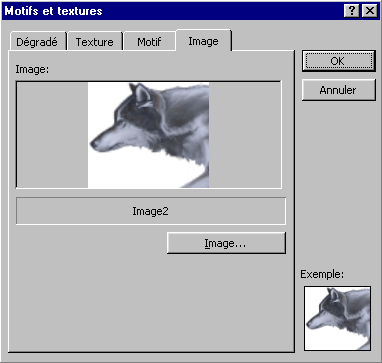 Motifs et textures
Dégradé Texture Motif Image
Image:
OK
Annuler
Image2
Image...
Exemple: